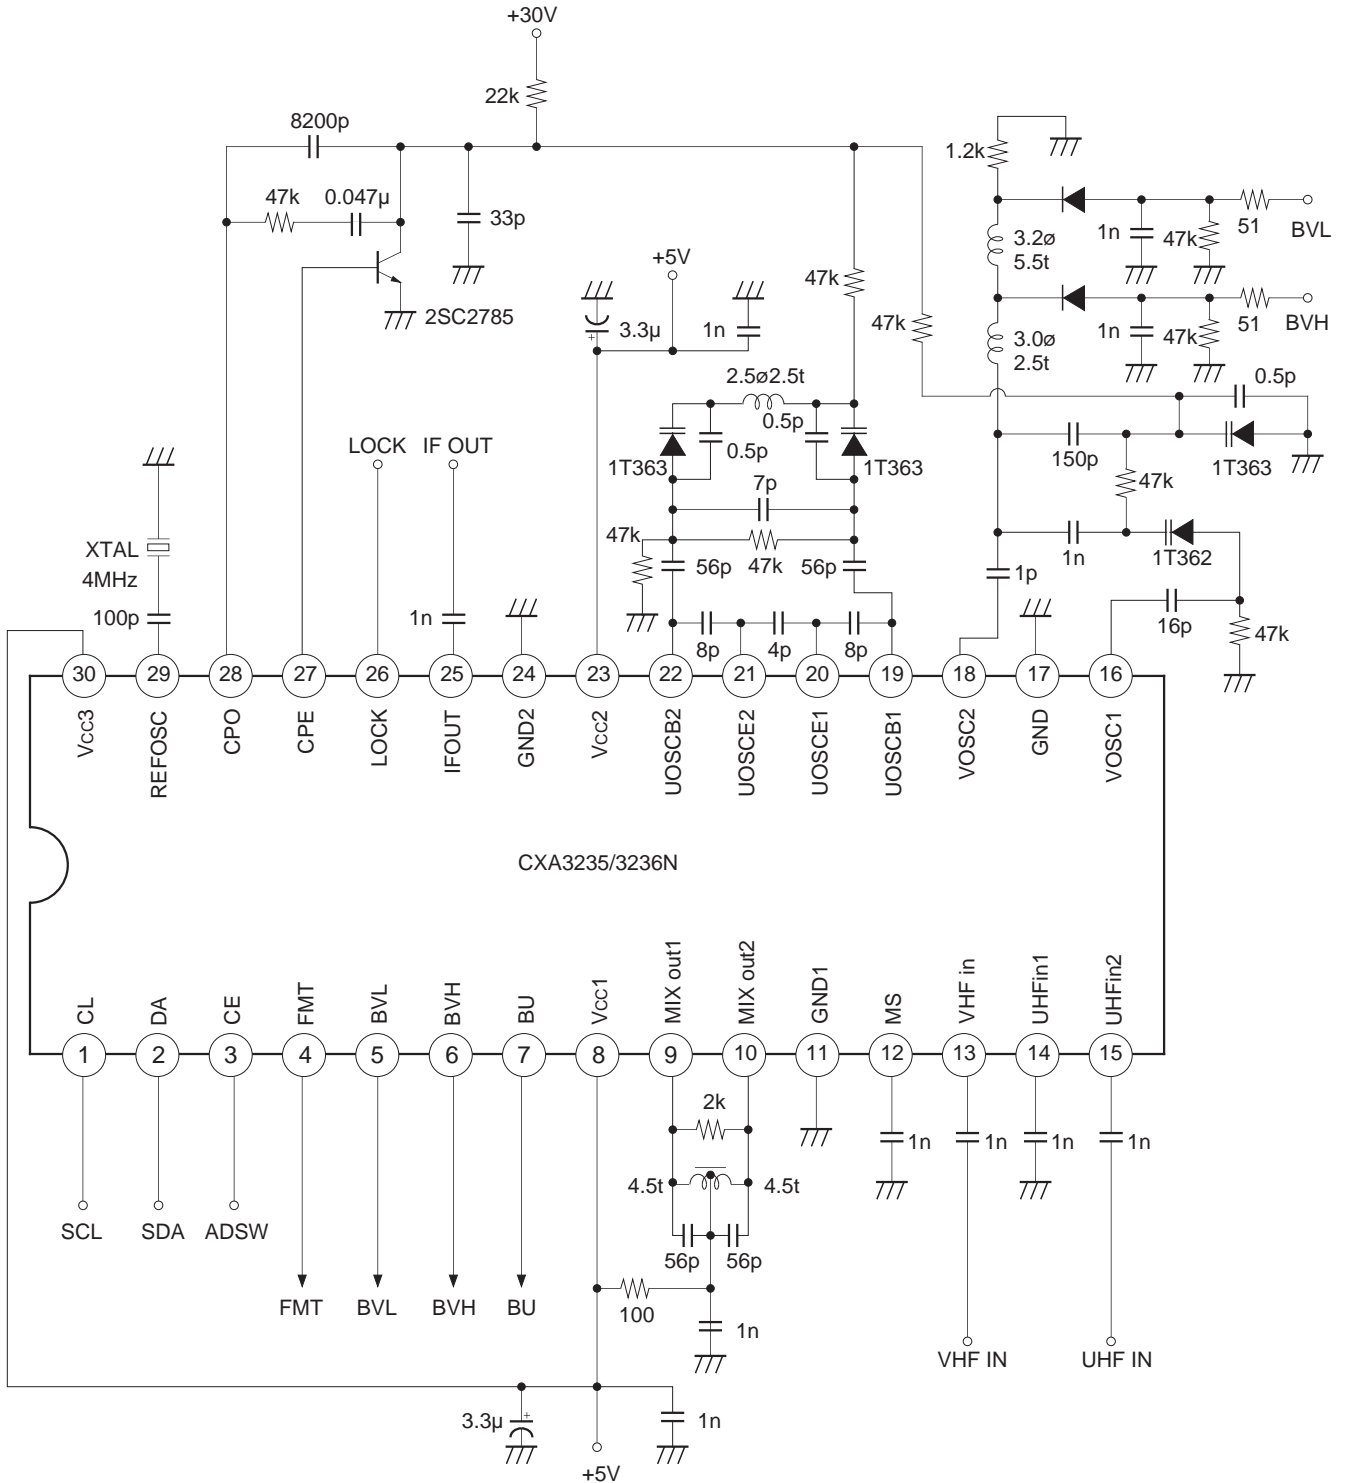 +30V
22k
8200p
1.2k
47k
0.047µ
33p
3.2ø
5.5t
1n
47k
51
BVL
+5V
2SC2785
3.3µ
1n
47k
47k
3.0ø
2.5t
1n
47k
51
BVH
2.5ø2.5t
0.5p
0.5p
0.5p
LOCK
IF OUT
1T363
1T363
150p
1T363
7p
47k
XTAL
4MHz
47k
56p
47k
56p
1p
1n
1T362
100p
1n
8p
4p
8p
16p
47k
30
29
28
27
26
25
24
23
22
21
20
19
18
17
16
Vcc3
REFOSC
CPO
CPE
LOCK
IFOUT
GND2
Vcc2
UOSCB2
UOSCE2
UOSCE1
UOSCB1
VOSC2
GND
VOSC1
CXA3235/3236N
CL
DA
CE
FMT
BVL
BVH
BU
Vcc1
MIX out1
MIX out2
GND1
MS
VHF in
UHFin1
UHFin2
1
2
3
4
5
6
7
8
9
10
11
12
13
14
15
2k
1n
1n
1n
1n
4.5t
4.5t
SCL
SDA
ADSW
56p
56p
FMT
BVL
BVH
BU
100
1n
VHF IN
UHF IN
3.3µ
+
1n
+5V